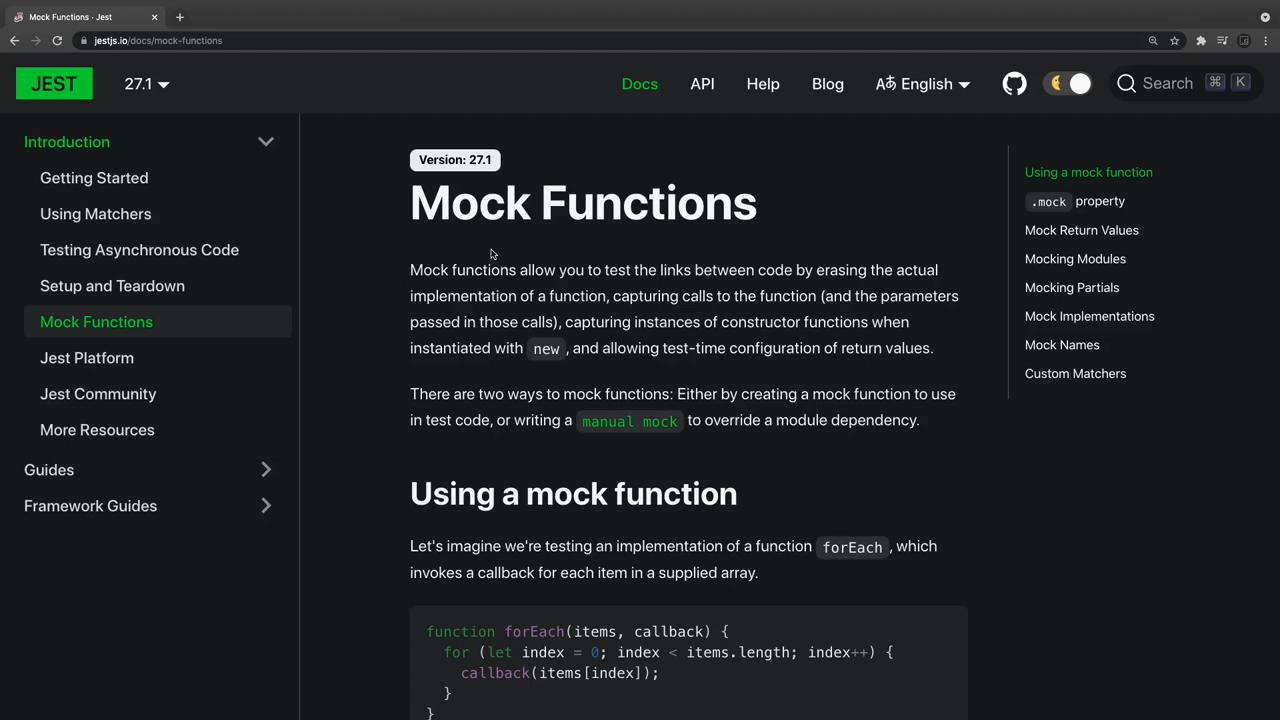 Mock Functions · Jest
jestjs.io/docs/mock-functions
JEST
27.1
Docs
API
Help
Blog
English
Search
⌘
K
Introduction
Getting Started
Using Matchers
Testing Asynchronous Code
Setup and Teardown
Mock Functions
Jest Platform
Jest Community
More Resources
Guides
Framework Guides
Version: 27.1
Mock Functions
Mock functions allow you to test the links between code by erasing the actual
implementation of a function, capturing calls to the function (and the parameters
passed in those calls), capturing instances of constructor functions when
instantiated with new, and allowing test-time configuration of return values.
There are two ways to mock functions: Either by creating a mock function to use
in test code, or writing a manual mock to override a module dependency.
Using a mock function
Let's imagine we're testing an implementation of a function forEach, which
invokes a callback for each item in a supplied array.
function forEach(items, callback) {
for (let index = 0; index < items.length; index++) {
callback(items[index]);
}
}
Using a mock function
.mock property
Mock Return Values
Mocking Modules
Mocking Partials
Mock Implementations
Mock Names
Custom Matchers